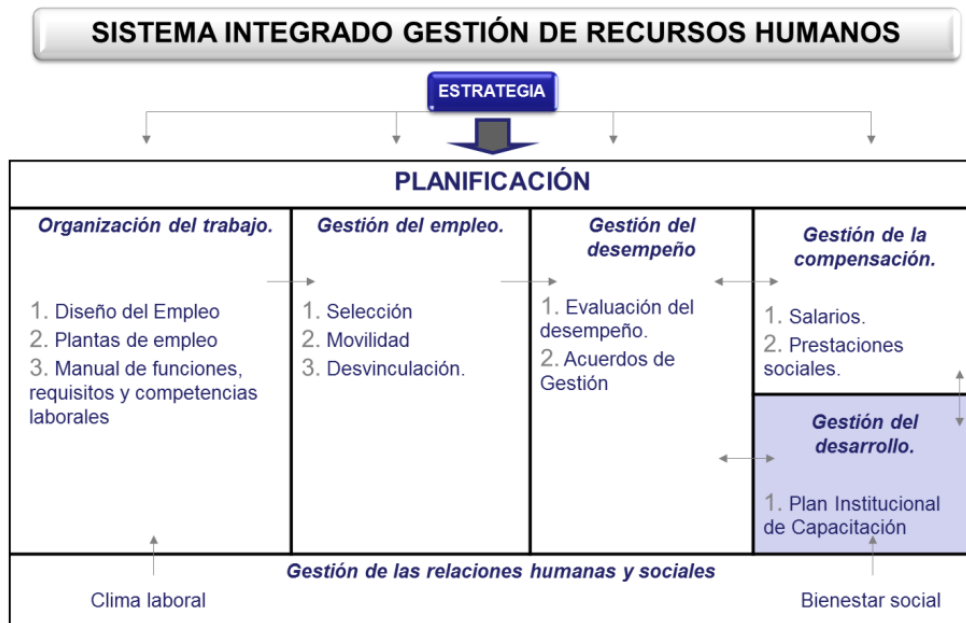 SISTEMA INTEGRADO GESTIÓN DE RECURSOS HUMANOS
ESTRATEGIA
PLANIFICACIÓN
Organización del trabajo.
1. Diseño del Empleo
2. Plantas de empleo
3. Manual de funciones,
requisitos y competencias
laborales
Gestión del empleo.
1. Selección
2. Movilidad
3. Desvinculación.
Gestión del
desempeño
1. Evaluación del
desempeño.
2. Acuerdos de
Gestión
Gestión de la
compensación.
1. Salarios.
2. Prestaciones
sociales.
Gestión del
desarrollo.
1. Plan Institucional
de Capacitación
Gestión de las relaciones humanas y sociales
Clima laboral
Bienestar social